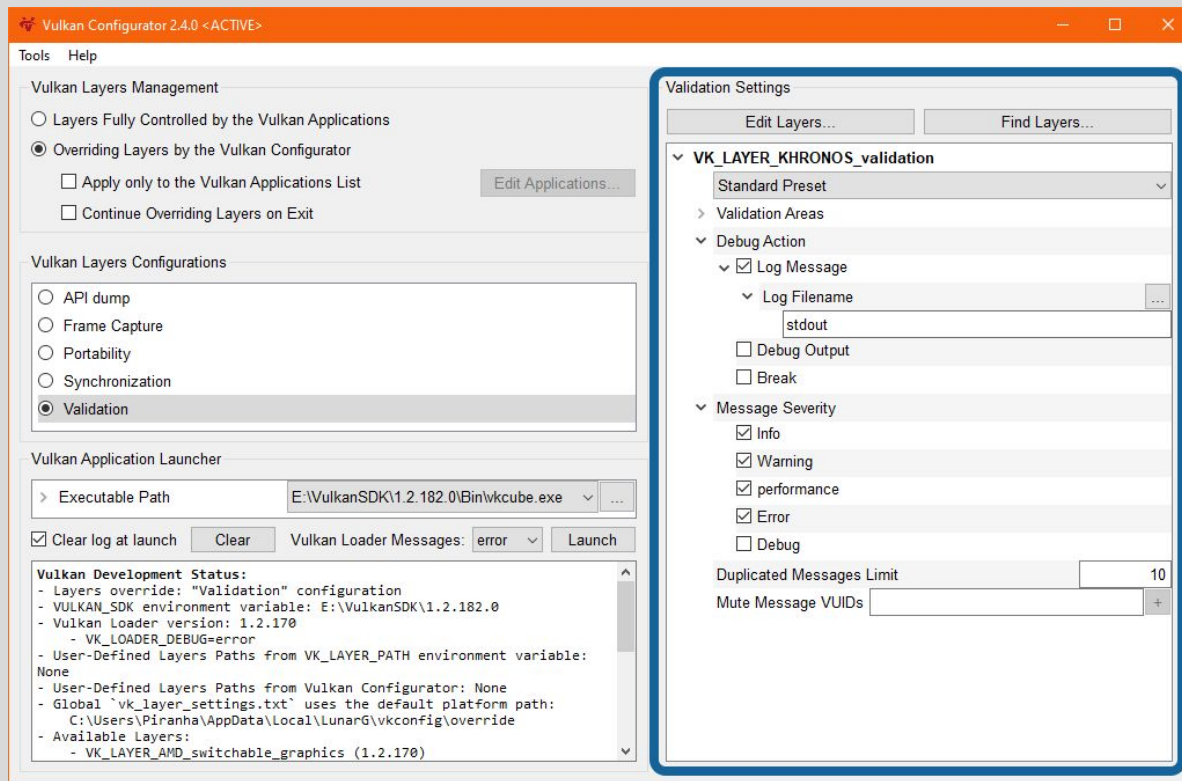 Vulkan Configurator 2.4.0 <ACTIVE>
Tools Help
Vulkan Layers Management
Layers Fully Controlled by the Vulkan Applications
Overriding Layers by the Vulkan Configurator
Apply only to the Vulkan Applications List
Edit Applications...
Continue Overriding Layers on Exit
Vulkan Layers Configurations
API dump
Frame Capture
Portability
Synchronization
Validation
Vulkan Application Launcher
Executable Path E:\VulkanSDK\1.2.182.0\Bin\vkcube.exe ...
Clear log at launch Clear Vulkan Loader Messages: error Launch
Vulkan Development Status:
- Layers override: "Validation" configuration
- VULKAN_SDK environment variable: E:\VulkanSDK\1.2.182.0
- Vulkan Loader version: 1.2.170
- VK_LOADER_DEBUG=error
- User-Defined Layers Paths from VK_LAYER_PATH environment variable:
None
- User-Defined Layers Paths from Vulkan Configurator: None
- Global `vk_layer_settings.txt` uses the default platform path:
C:\Users\Piranha\AppData\Local\LunarG\vkconfig\override
- Available Layers:
- VK_LAYER_AMD_switchable_graphics (1.2.170)
Validation Settings
Edit Layers... Find Layers...
VK_LAYER_KHRONOS_validation
Standard Preset
Validation Areas
Debug Action
Log Message
Log Filename ...
stdout
Debug Output
Break
Message Severity
Info
Warning
performance
Error
Debug
Duplicated Messages Limit 10
Mute Message VUIDs +